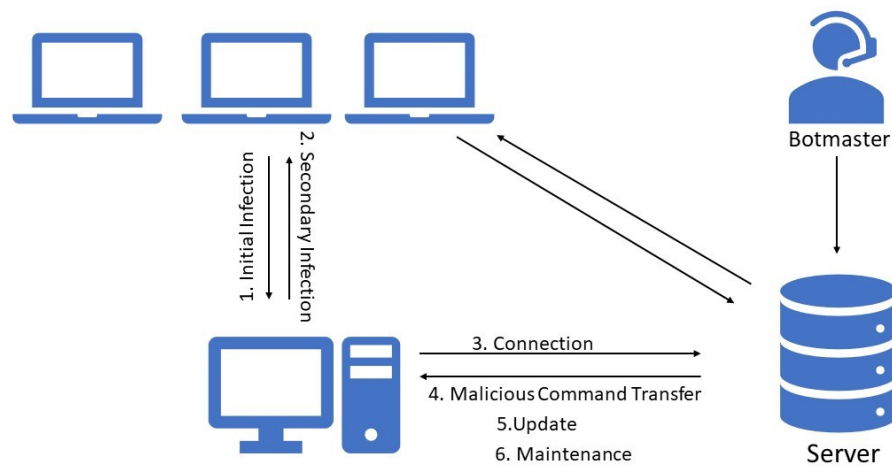 Botmaster
1. Initial Infection
2. Secondary Infection
3. Connection
4. Malicious Command Transfer
5.Update
6. Maintenance
Server